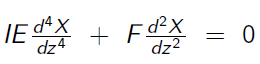 IE d⁴X/dz⁴ + F d²X/dz² = 0